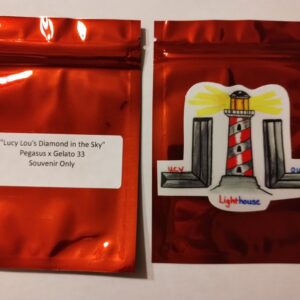 "Lucy Lou's Diamond in the Sky"
Pegasus x Gelato 33
Souvenir Only
Lighthouse